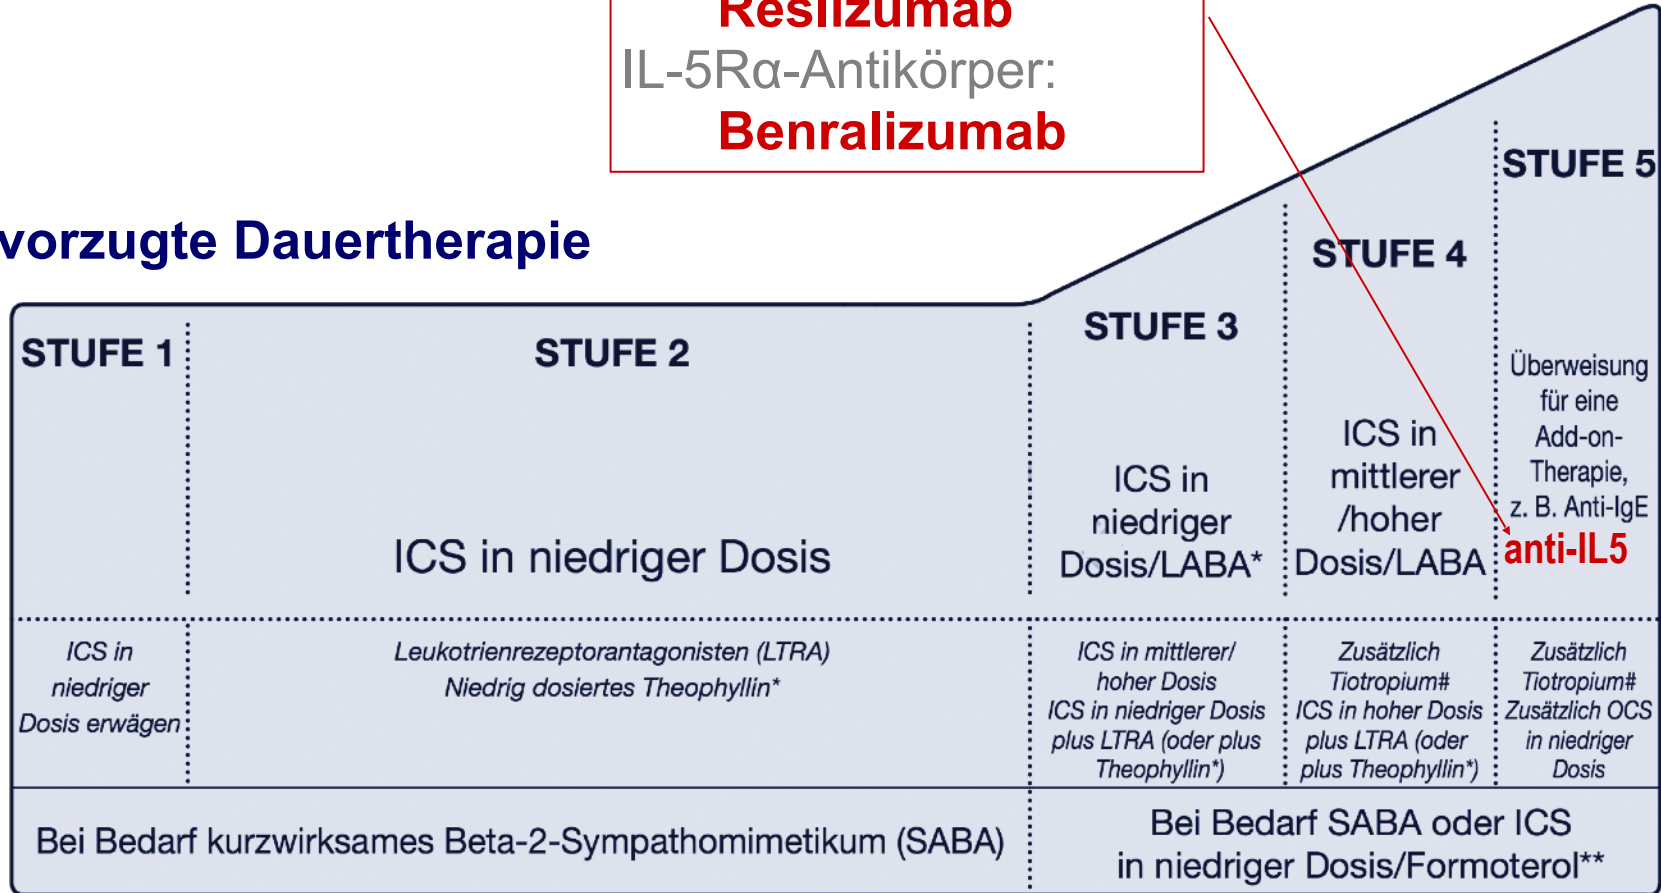 Reslizumab
IL-5Rα-Antikörper:
Benralizumab
vorzugte Dauertherapie
STUFE 1
STUFE 2
ICS in niedriger Dosis
STUFE 3
ICS in
niedriger
Dosis/LABA*
STUFE 4
ICS in
mittlerer
/hoher
Dosis/LABA
STUFE 5
Überweisung
für eine
Add-on-
Therapie,
z. B. Anti-IgE
anti-IL5
ICS in
niedriger
Dosis erwägen
Leukotrienrezeptorantagonisten (LTRA)
Niedrig dosiertes Theophyllin*
ICS in mittlerer/
hoher Dosis
ICS in niedriger Dosis
plus LTRA (oder plus
Theophyllin*)
Zusätzlich
Tiotropium#
ICS in hoher Dosis
plus LTRA (oder
plus Theophyllin*)
Zusätzlich
Tiotropium#
Zusätzlich OCS
in niedriger
Dosis
Bei Bedarf kurzwirksames Beta-2-Sympathomimetikum (SABA)
Bei Bedarf SABA oder ICS
in niedriger Dosis/Formoterol**